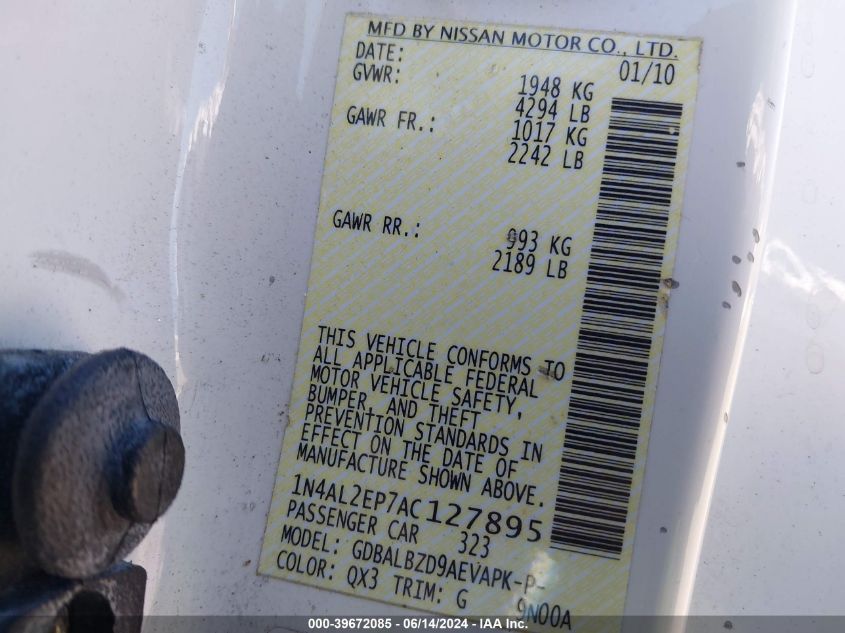 MFD BY NISSAN MOTOR CO., LTD.
DATE: 01/10
GVWR: 1948 KG
4294 LB
GAWR FR.: 1017 KG
2242 LB
GAWR RR.: 993 KG
2189 LB
THIS VEHICLE CONFORMS TO
ALL APPLICABLE FEDERAL
MOTOR VEHICLE SAFETY,
BUMPER, AND THEFT
PREVENTION STANDARDS IN
EFFECT ON THE DATE OF
MANUFACTURE SHOWN ABOVE.
1N4AL2EP7AC127895
PASSENGER CAR 323
MODEL: GDBALBZD9AEVAPK-P-
COLOR: QX3 TRIM: G 9N00A
000-39672085 - 06/14/2024 - IAA Inc.